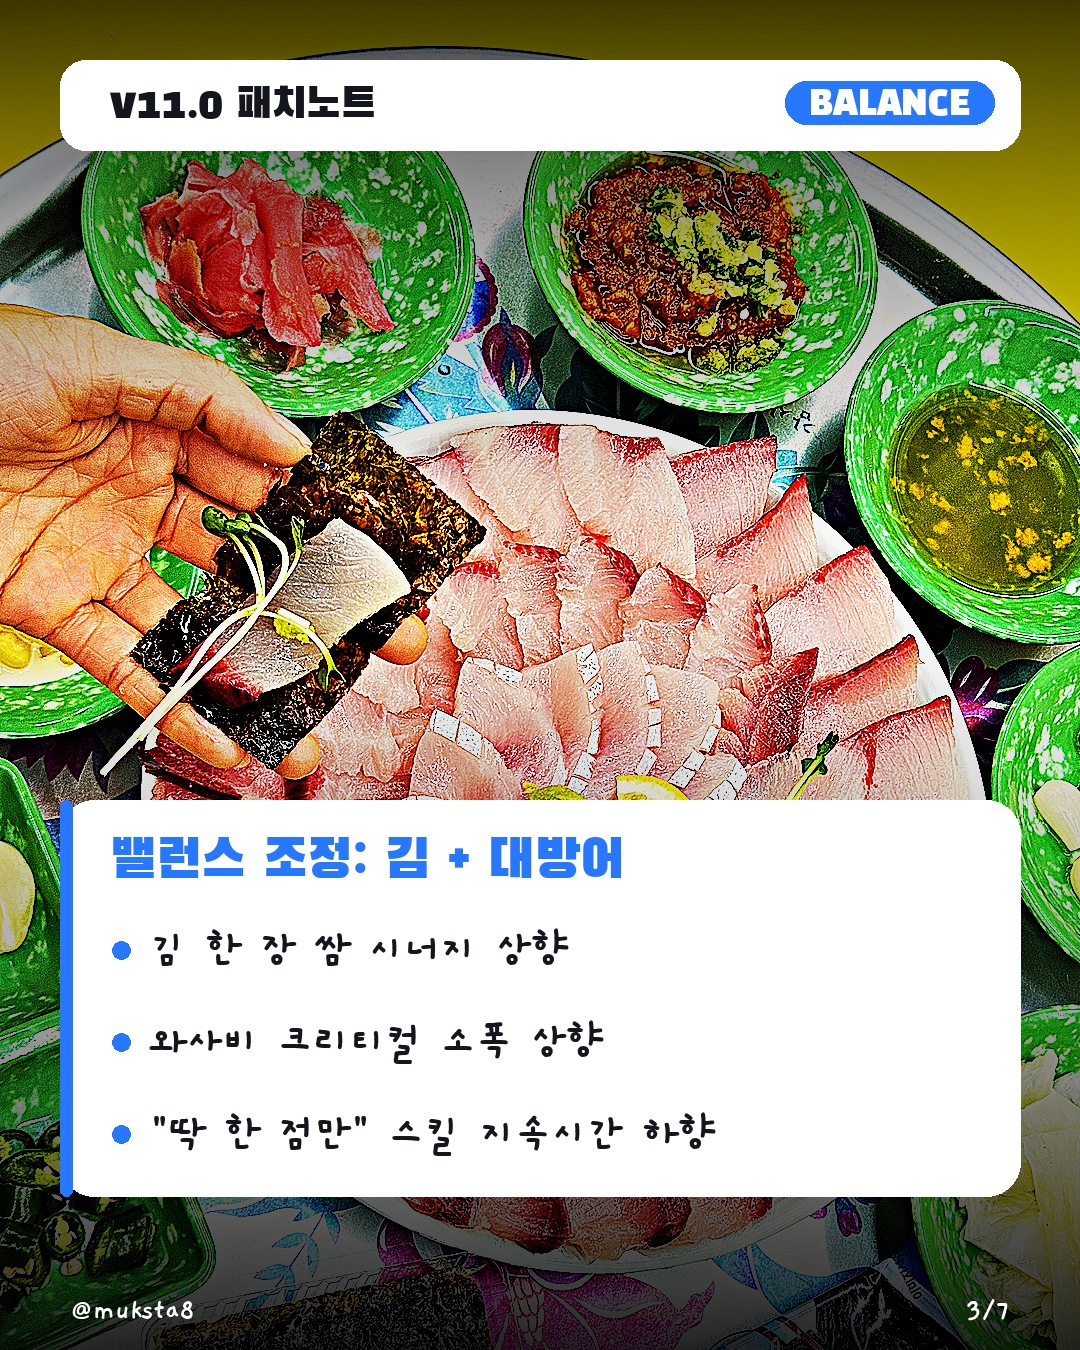 V11.0 패치노트
BALANCE
밸런스 조정: 김 + 대방어
김 한 장 쌈 시너지 상향
와사비 크리티컬 소폭 상향
"딱 한 점만" 스킬 지속시간 하향
@muksta8
3/7